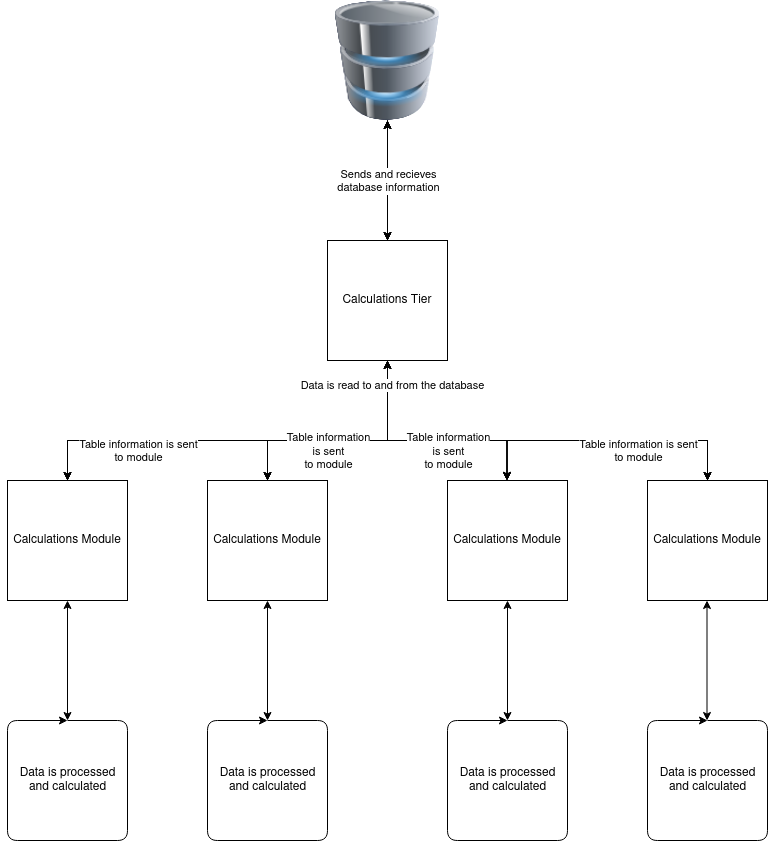 Sends and recieves
database information
Calculations Tier
Data is read to and from the database
Table information is sent
to module
Table information
is sent
to module
Table information
is sent
to module
Table information is sent
to module
Calculations Module
Calculations Module
Calculations Module
Calculations Module
Data is processed
and calculated
Data is processed
and calculated
Data is processed
and calculated
Data is processed
and calculated